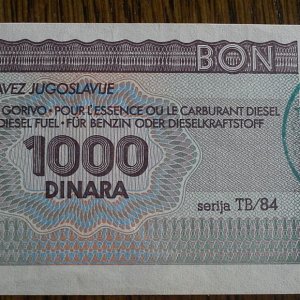 BON
AVEZ JUGOSLAVIJE
GORIVO • POUR L'ESSENCE OU LE CARBURANT DIESEL
DIESEL FUEL • FÜR BENZIN ODER DIESELKRAFTSTOFF
1000
DINARA
serija TB/84